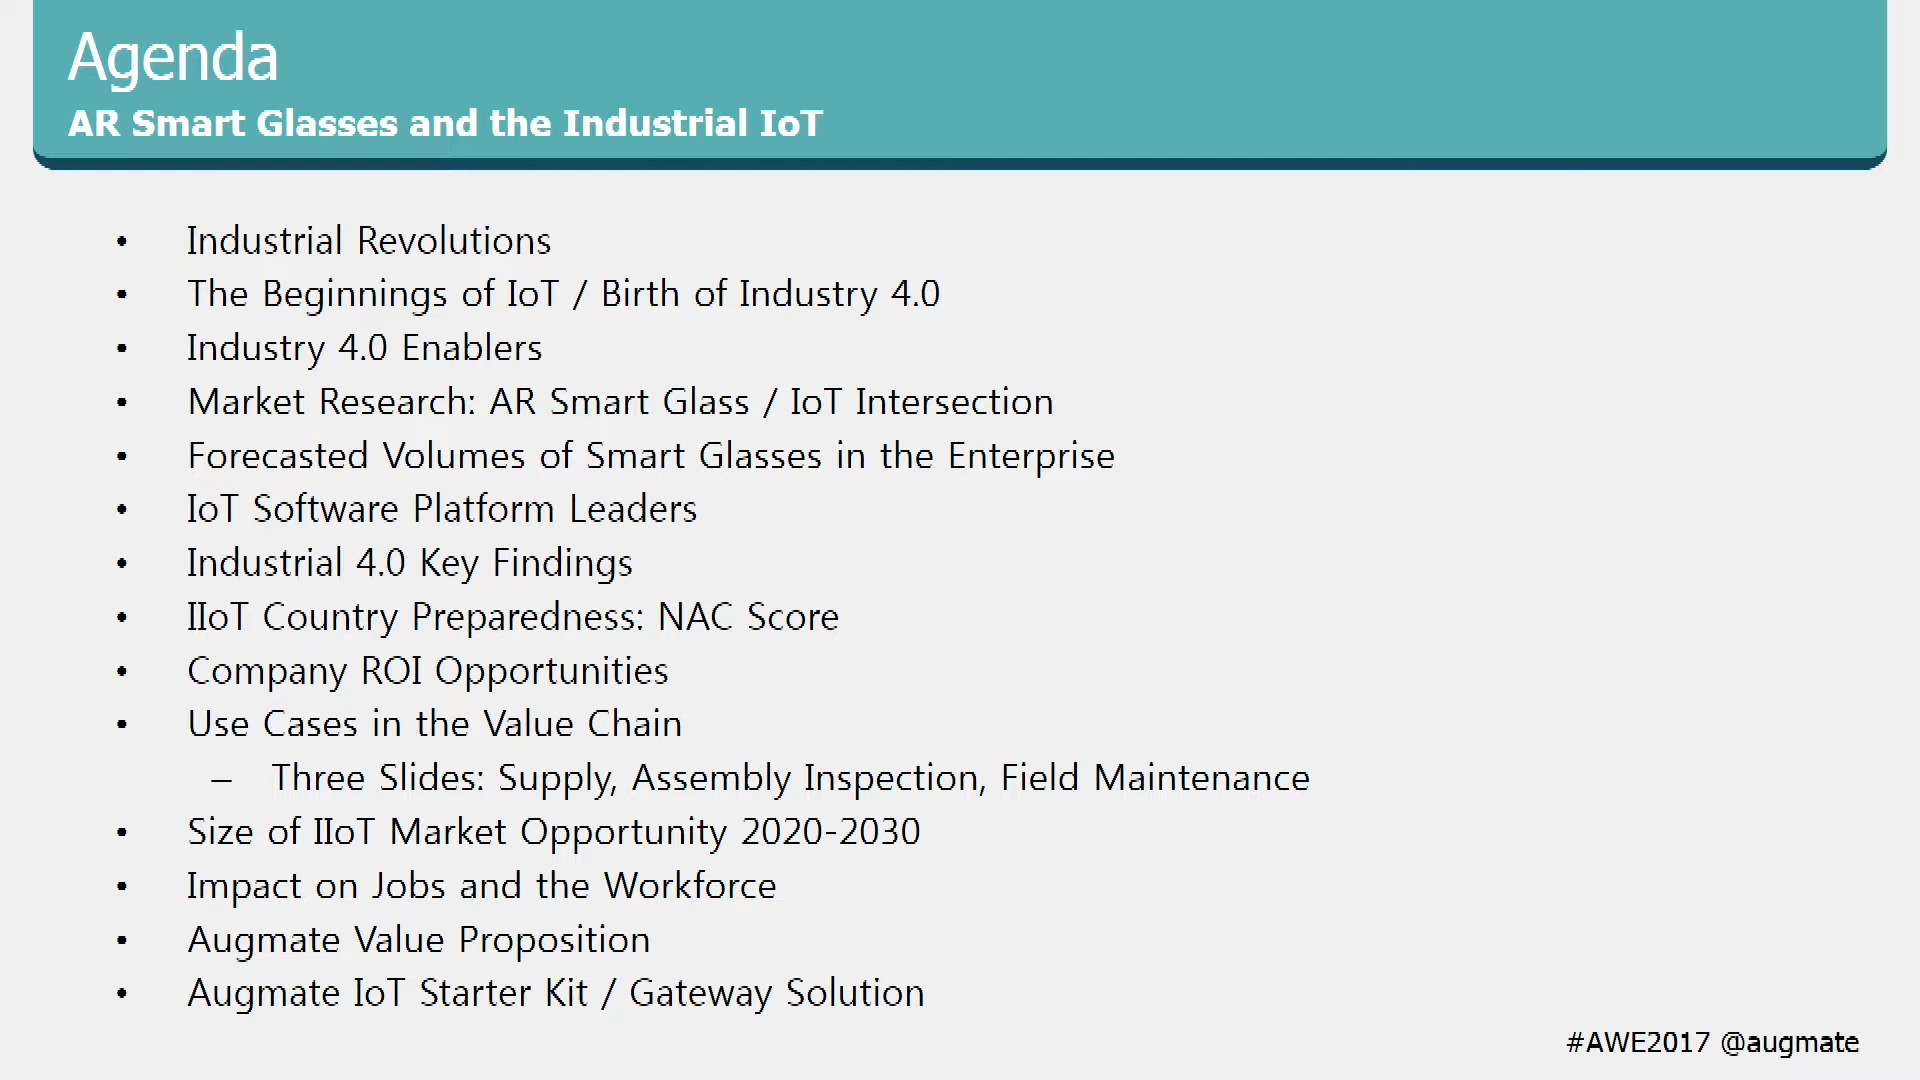 Agenda
AR Smart Glasses and the Industrial IoT
• Industrial Revolutions
• The Beginnings of IoT / Birth of Industry 4.0
• Industry 4.0 Enablers
• Market Research: AR Smart Glass / IoT Intersection
• Forecasted Volumes of Smart Glasses in the Enterprise
• IoT Software Platform Leaders
• Industrial 4.0 Key Findings
• IIoT Country Preparedness: NAC Score
• Company ROI Opportunities
• Use Cases in the Value Chain
– Three Slides: Supply, Assembly Inspection, Field Maintenance
• Size of IIoT Market Opportunity 2020-2030
• Impact on Jobs and the Workforce
• Augmate Value Proposition
• Augmate IoT Starter Kit / Gateway Solution
#AWE2017 @augmate